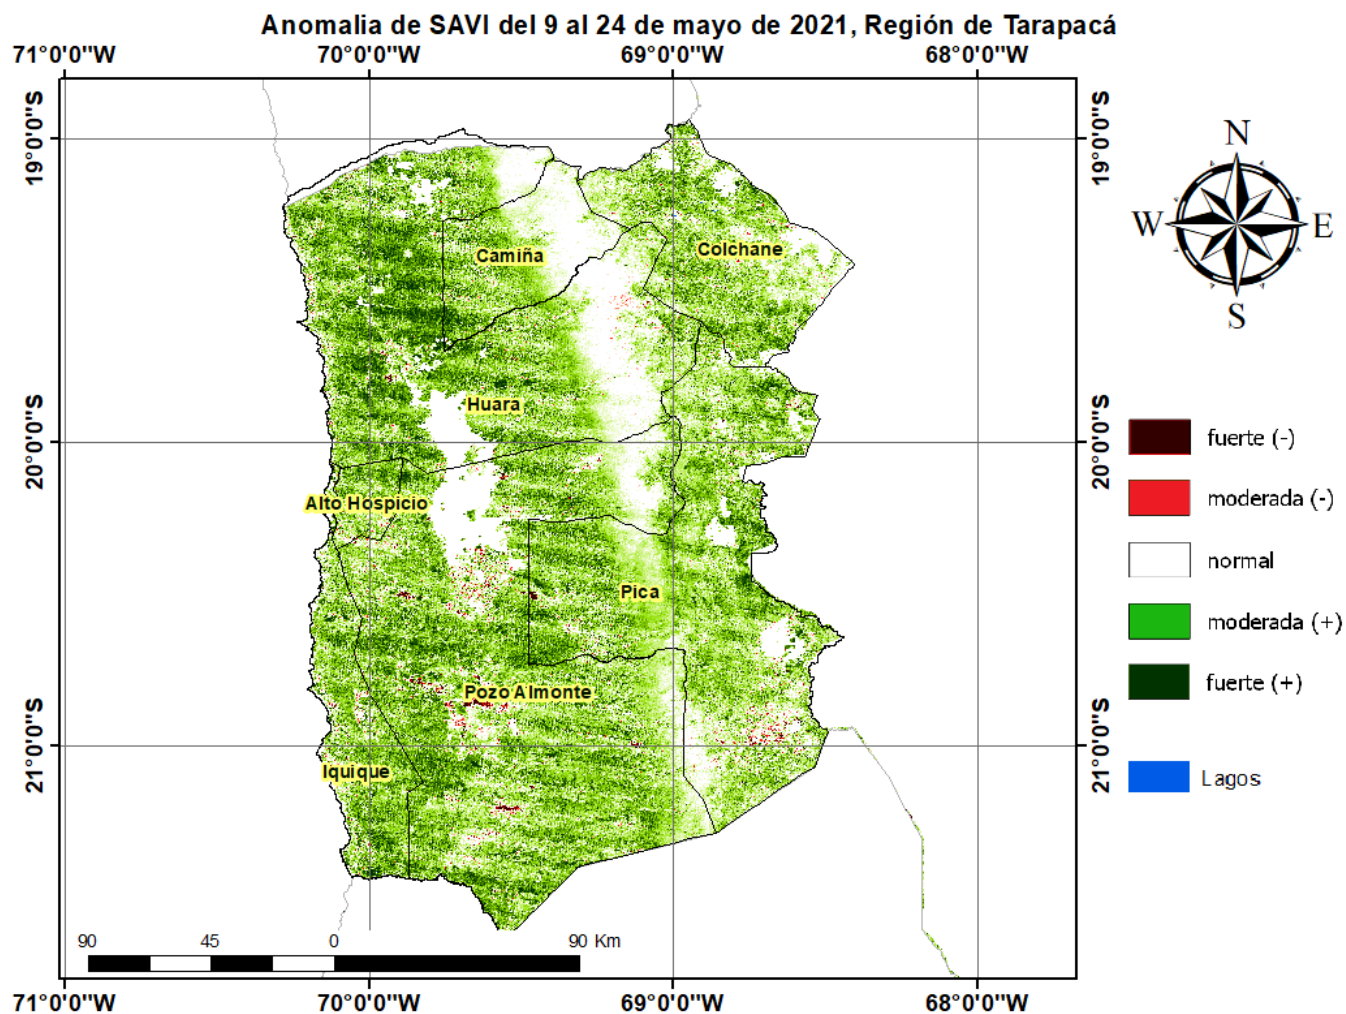 Anomalia de SAVI del 9 al 24 de mayo de 2021, Región de Tarapacá
71°0'0"W 70°0'0"W 69°0'0"W 68°0'0"W
19°0'0"S 19°0'0"S
N
W E
S
Camiña
Colchane
Huara
20°0'0"S 20°0'0"S
fuerte (-)
moderada (-)
Alto Hospicio
normal
Pica
moderada (+)
fuerte (+)
Pozo Almonte
21°0'0"S 21°0'0"S
Iquique
Lagos
90 45 0 90 Km
71°0'0"W 70°0'0"W 69°0'0"W 68°0'0"W